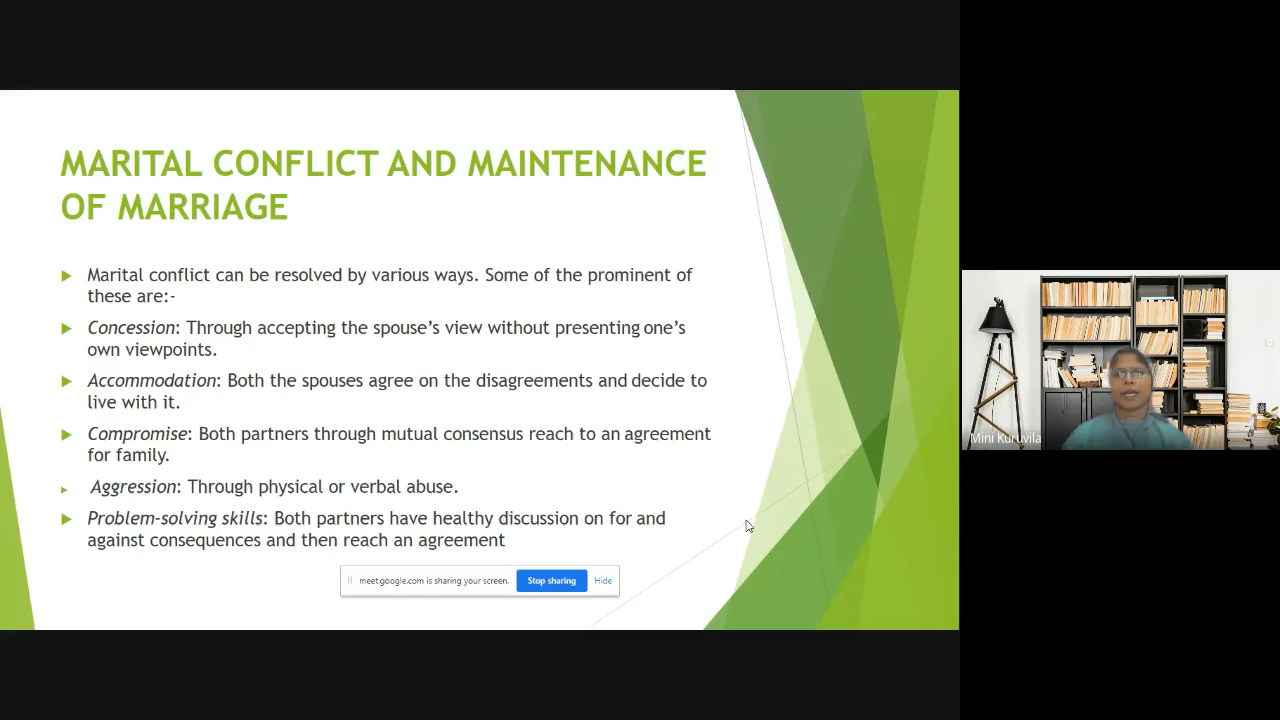 MARITAL CONFLICT AND MAINTENANCE
OF MARRIAGE
Marital conflict can be resolved by various ways. Some of the prominent of
these are:-
Concession: Through accepting the spouse’s view without presenting one’s
own viewpoints.
Accommodation: Both the spouses agree on the disagreements and decide to
live with it.
Compromise: Both partners through mutual consensus reach to an agreement
for family.
Aggression: Through physical or verbal abuse.
Problem-solving skills: Both partners have healthy discussion on for and
against consequences and then reach an agreement
meet.google.com is sharing your screen. Stop sharing Hide
Mini Kuruvila